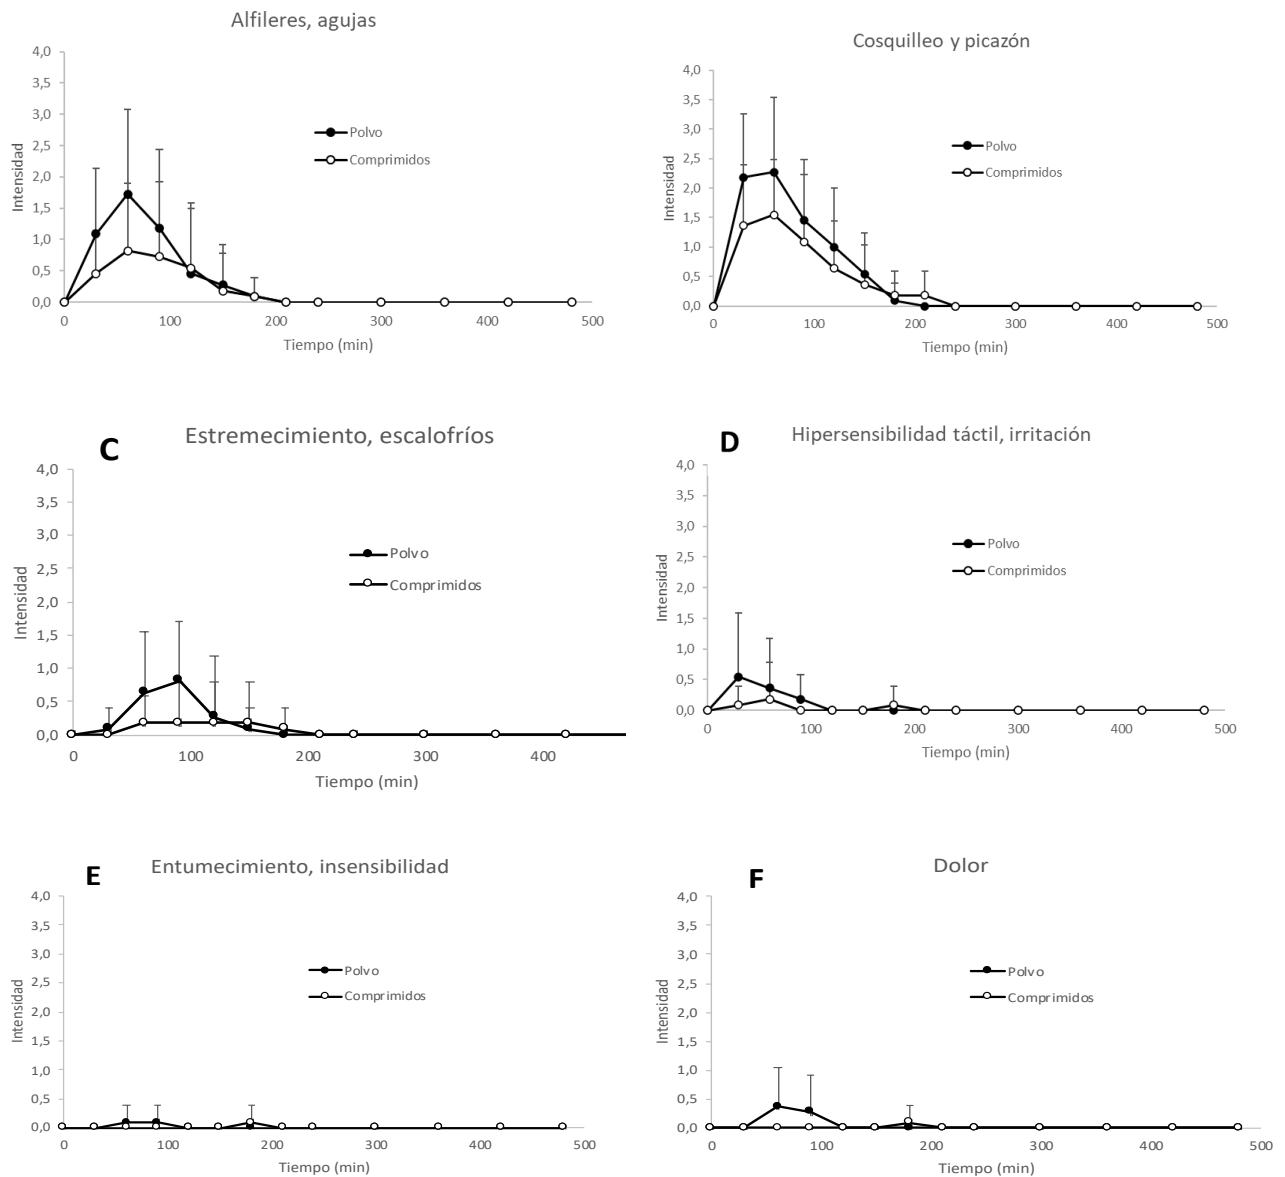 Alfileres, agujas
4,0
3,5
3,0
2,5
2,0
1,5
1,0
0,5
0,0
Intensidad
Polvo
Comprimidos
0 100 200 300 400 500
Tiempo (min)
Cosquilleo y picazón
4,0
3,5
3,0
2,5
2,0
1,5
1,0
0,5
0,0
Intensidad
Polvo
Comprimidos
0 100 200 300 400 500
Tiempo (min)
C Estremecimiento, escalofríos
4,0
3,5
3,0
2,5
2,0
1,5
1,0
0,5
0,0
Intensidad
Polvo
Comprimidos
0 100 200 300 400
Tiempo (min)
D Hipersensibilidad táctil, irritación
4,0
3,5
3,0
2,5
2,0
1,5
1,0
0,5
0,0
Intensidad
Polvo
Comprimidos
0 100 200 300 400 500
Tiempo (min)
E Entumecimiento, insensibilidad
4,0
3,5
3,0
2,5
2,0
1,5
1,0
0,5
0,0
Intensidad
Polvo
Comprimidos
0 100 200 300 400 500
Tiempo (min)
F Dolor
4,0
3,5
3,0
2,5
2,0
1,5
1,0
0,5
0,0
Intensidad
Polvo
Comprimidos
0 100 200 300 400 500
Tiempo (min)